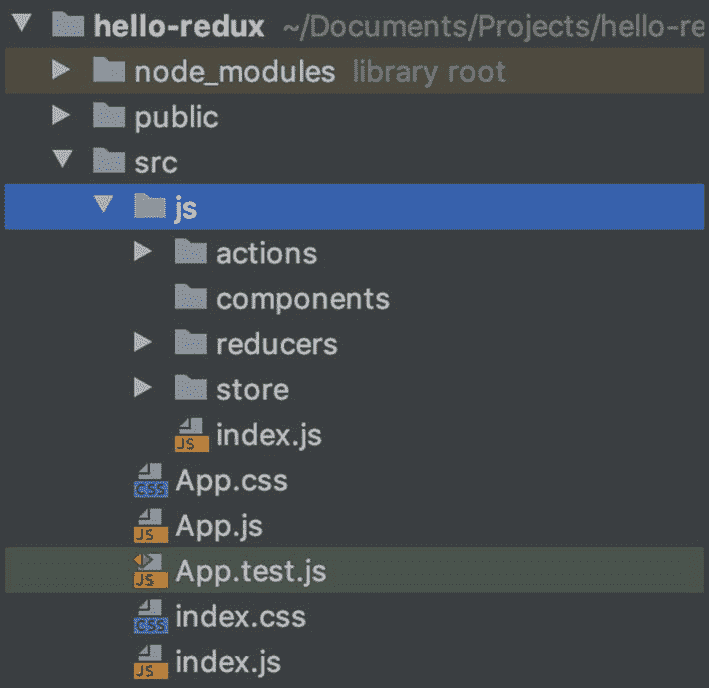 hello-redux ~/Documents/Projects/hello-re
node_modules library root
public
src
js
actions
components
reducers
store
JS index.js
CSS App.css
JS App.js
JS App.test.js
CSS index.css
JS index.js